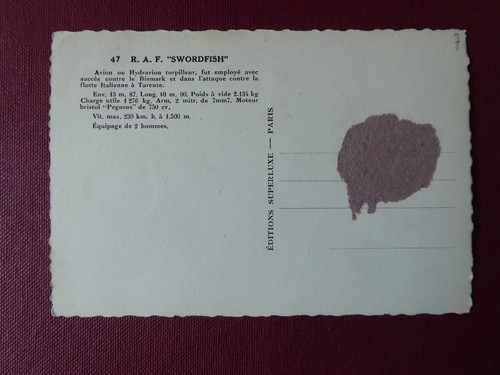 47 R. A. F. "SWORDFISH"
Avion ou Hydravion torpilleur, fut employé avec
succès contre le Bismark et dans l'attaque contre la
flotte Italienne à Tarente.
Env. 13 m. 87, Long. 10 m. 90. Poids à vide 2.134 kg
Charge utile 1 276 kg. Arm. 2 mitr. de 7mm7. Moteur
bristol "Pegasus" de 750 cv.
Vit. max. 230 km. h. à 1.500 m.
Équipage de 2 hommes.
ÉDITIONS SUPERLUXE — PARIS